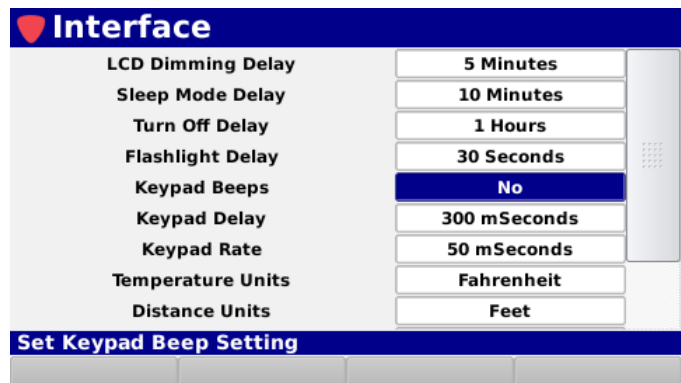 Interface
LCD Dimming Delay 5 Minutes
Sleep Mode Delay 10 Minutes
Turn Off Delay 1 Hours
Flashlight Delay 30 Seconds
Keypad Beeps No
Keypad Delay 300 mSeconds
Keypad Rate 50 mSeconds
Temperature Units Fahrenheit
Distance Units Feet
Set Keypad Beep Setting